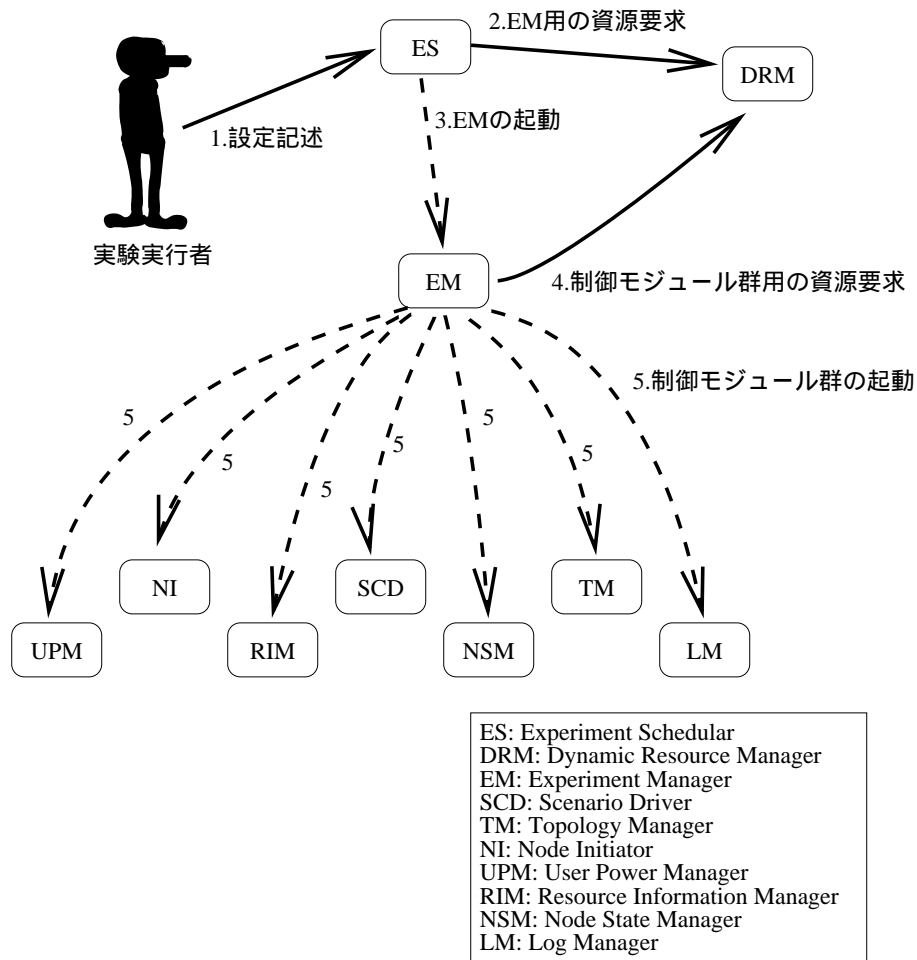 ES
2.EM用の資源要求
DRM
1.設定記述
3.EMの起動
実験実行者
EM
4.制御モジュール群用の資源要求
5.制御モジュール群の起動
5
5
5
5
5
5
NI
SCD
TM
UPM
RIM
NSM
LM
ES: Experiment Schedular
DRM: Dynamic Resource Manager
EM: Experiment Manager
SCD: Scenario Driver
TM: Topology Manager
NI: Node Initiator
UPM: User Power Manager
RIM: Resource Information Manager
NSM: Node State Manager
LM: Log Manager